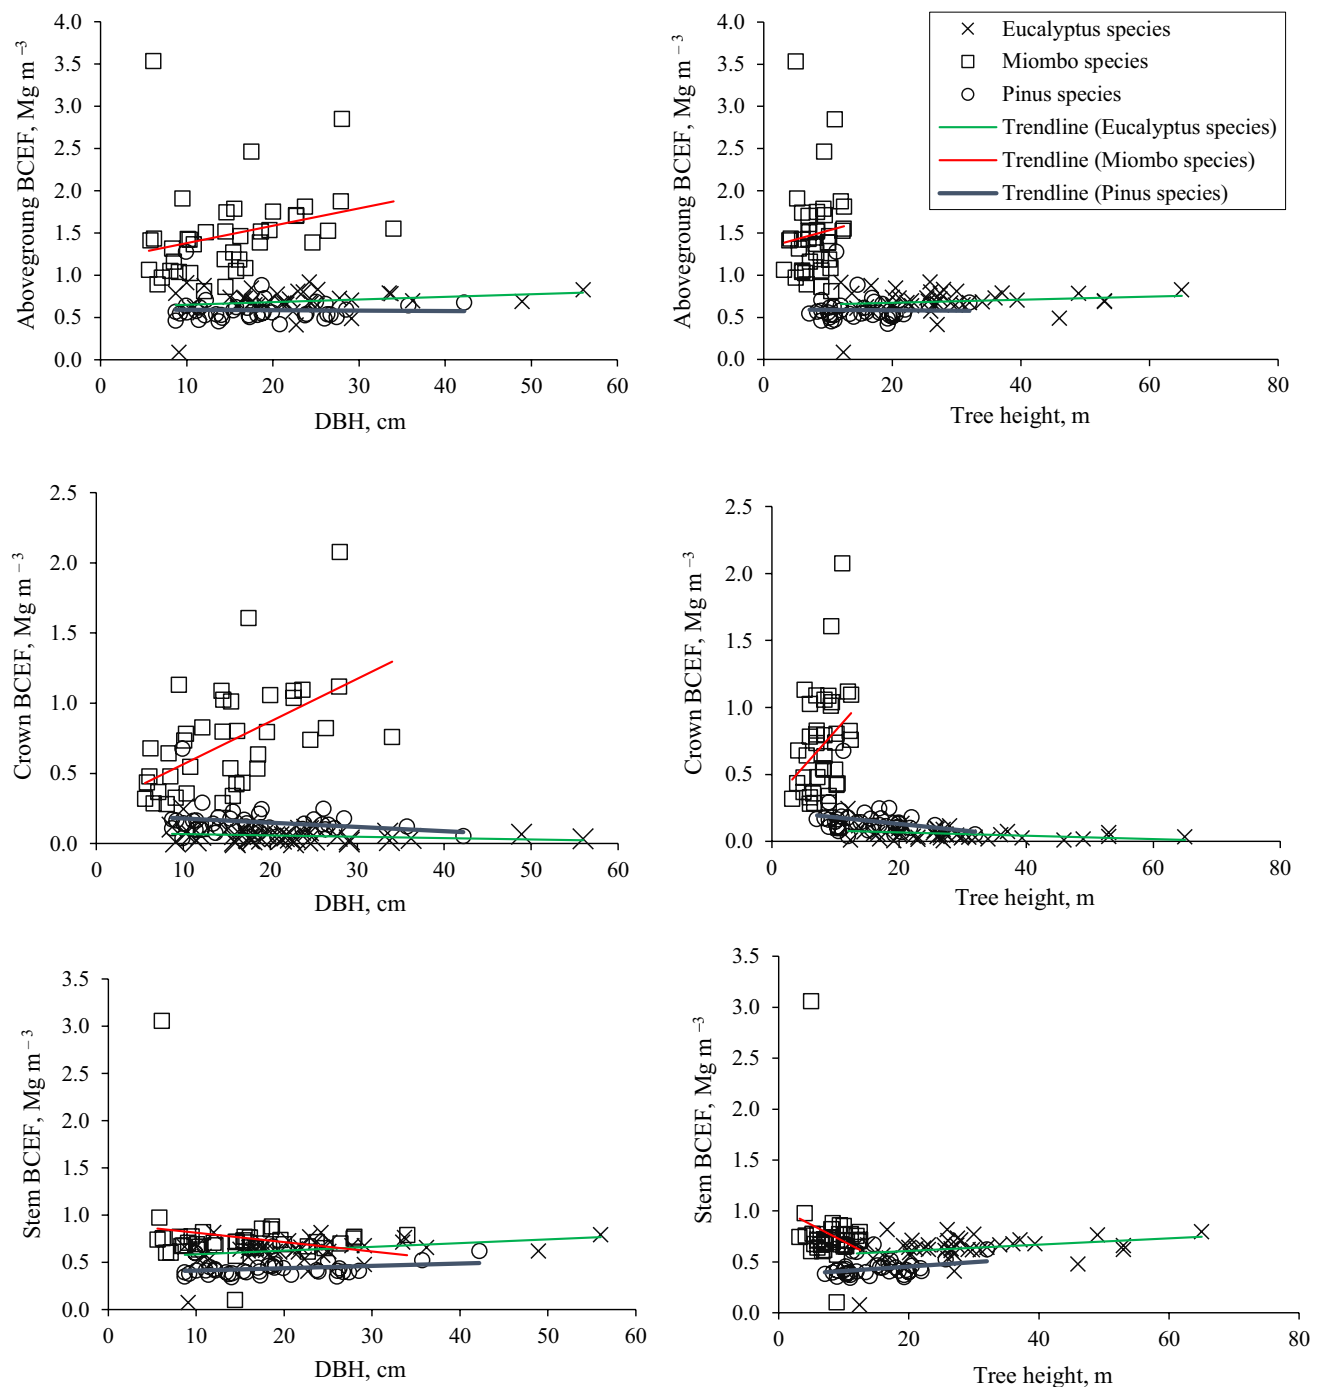 4.0
3.5
3.0
2.5
2.0
1.5
1.0
0.5
0.0
Abovegroung BCEF, Mg m⁻³
0 10 20 30 40 50 60
DBH, cm
4.0
3.5
3.0
2.5
2.0
1.5
1.0
0.5
0.0
Abovegroung BCEF, Mg m⁻³
0 20 40 60 80
Tree height, m
Eucalyptus species
Miombo species
Pinus species
Trendline (Eucalyptus species)
Trendline (Miombo species)
Trendline (Pinus species)
2.5
2.0
1.5
1.0
0.5
0.0
Crown BCEF, Mg m⁻³
0 10 20 30 40 50 60
DBH, cm
2.5
2.0
1.5
1.0
0.5
0.0
Crown BCEF, Mg m⁻³
0 20 40 60 80
Tree height, m
3.5
3.0
2.5
2.0
1.5
1.0
0.5
0.0
Stem BCEF, Mg m⁻³
0 10 20 30 40 50 60
DBH, cm
3.5
3.0
2.5
2.0
1.5
1.0
0.5
0.0
Stem BCEF, Mg m⁻³
0 20 40 60 80
Tree height, m